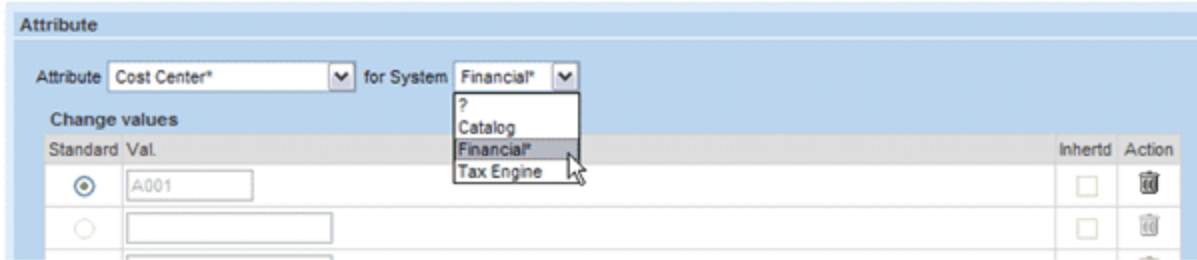 Attribute
Attribute Cost Center* for System Financial*
?
Change values
Catalog
Standard Val. Financial* Inhertd Action
Tax Engine
A001